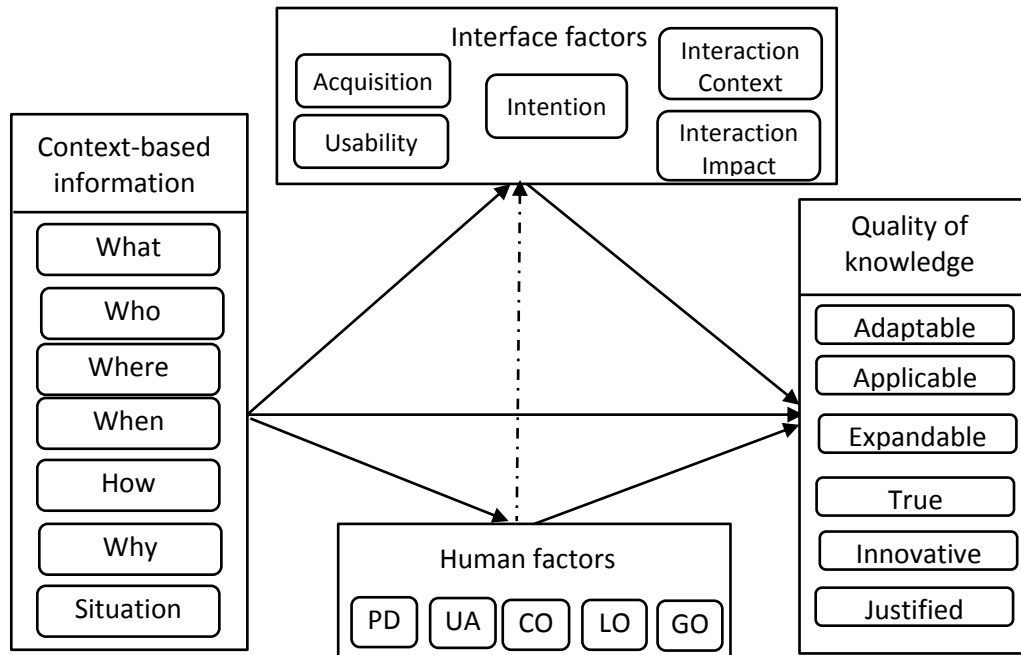 Interface factors
Acquisition
Usability
Intention
Interaction
Context
Interaction
Impact
Context-based
information
What
Who
Where
When
How
Why
Situation
Quality of
knowledge
Adaptable
Applicable
Expandable
True
Innovative
Justified
Human factors
PD UA CO LO GO